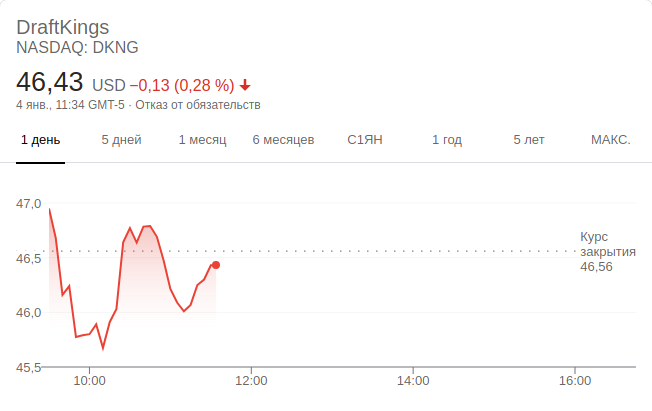 DraftKings
NASDAQ: DKNG
46,43 USD −0,13 (0,28 %)
4 янв., 11:34 GMT-5 · Отказ от обязательств
1 день 5 дней 1 месяц 6 месяцев С1ЯН 1 год 5 лет МАКС.
47,0
46,5
46,0
45,5
Курс
закрытия
46,56
10:00 12:00 14:00 16:00